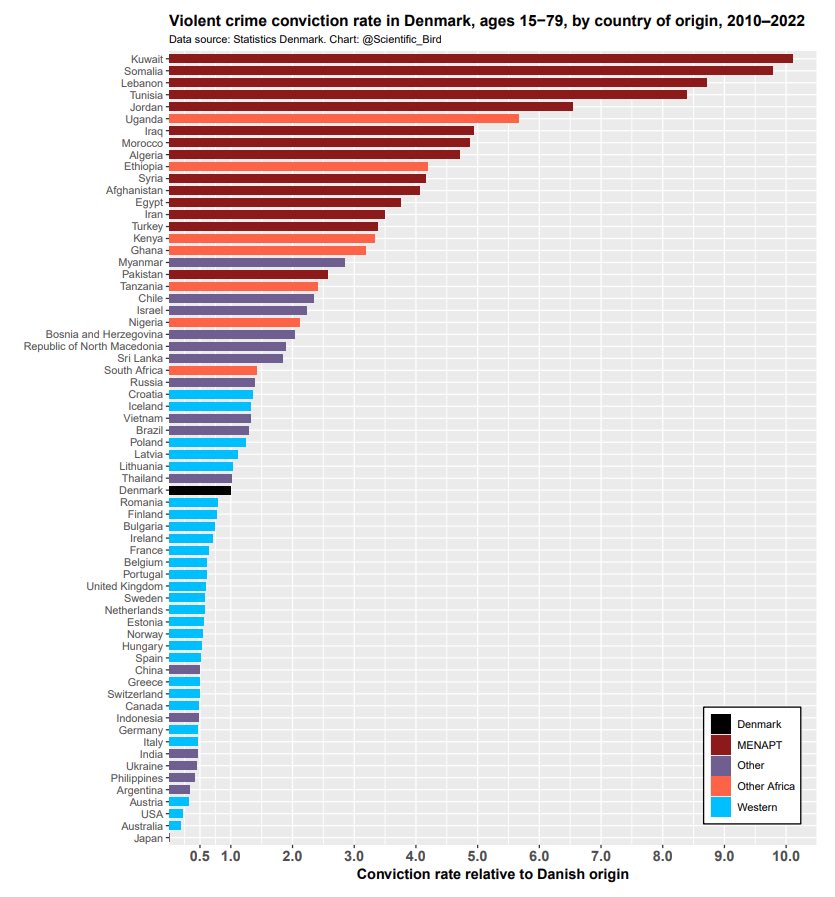 Violent crime conviction rate in Denmark, ages 15−79, by country of origin, 2010–2022
Data source: Statistics Denmark. Chart: @Scientific_Bird
Kuwait
Somalia
Lebanon
Tunisia
Jordan
Uganda
Iraq
Morocco
Algeria
Ethiopia
Syria
Afghanistan
Egypt
Iran
Turkey
Kenya
Ghana
Myanmar
Pakistan
Tanzania
Chile
Israel
Nigeria
Bosnia and Herzegovina
Republic of North Macedonia
Sri Lanka
South Africa
Russia
Croatia
Iceland
Vietnam
Brazil
Poland
Latvia
Lithuania
Thailand
Denmark
Romania
Finland
Bulgaria
Ireland
France
Belgium
Portugal
United Kingdom
Sweden
Netherlands
Estonia
Norway
Hungary
Spain
China
Greece
Switzerland
Canada
Indonesia
Germany
Italy
India
Ukraine
Philippines
Argentina
Austria
USA
Australia
Japan
Denmark
MENAPT
Other
Other Africa
Western
0.5 1.0 2.0 3.0 4.0 5.0 6.0 7.0 8.0 9.0 10.0
Conviction rate relative to Danish origin